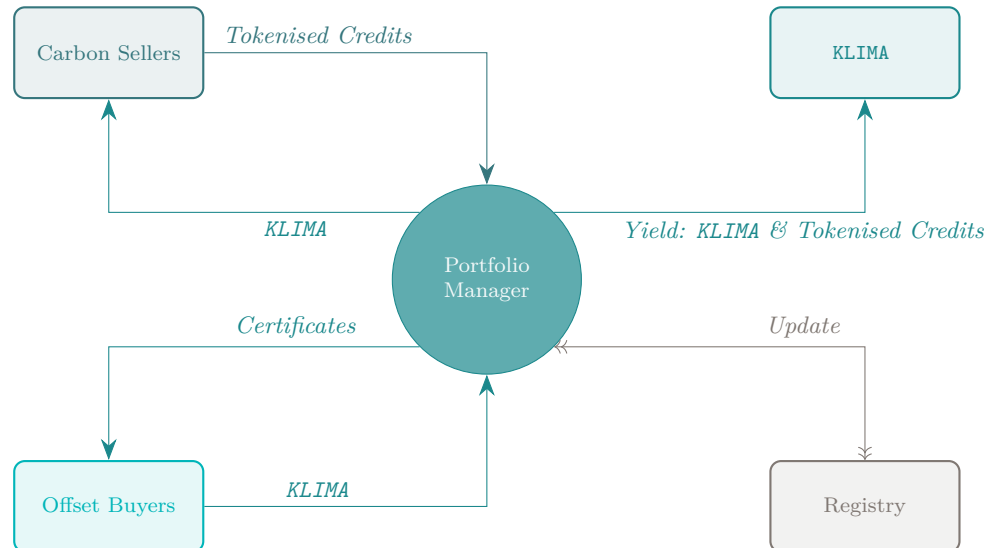 Tokenised Credits
Carbon Sellers
KLIMA
KLIMA
Yield: KLIMA & Tokenised Credits
Portfolio
Manager
Certificates
Update
KLIMA
Offset Buyers
Registry